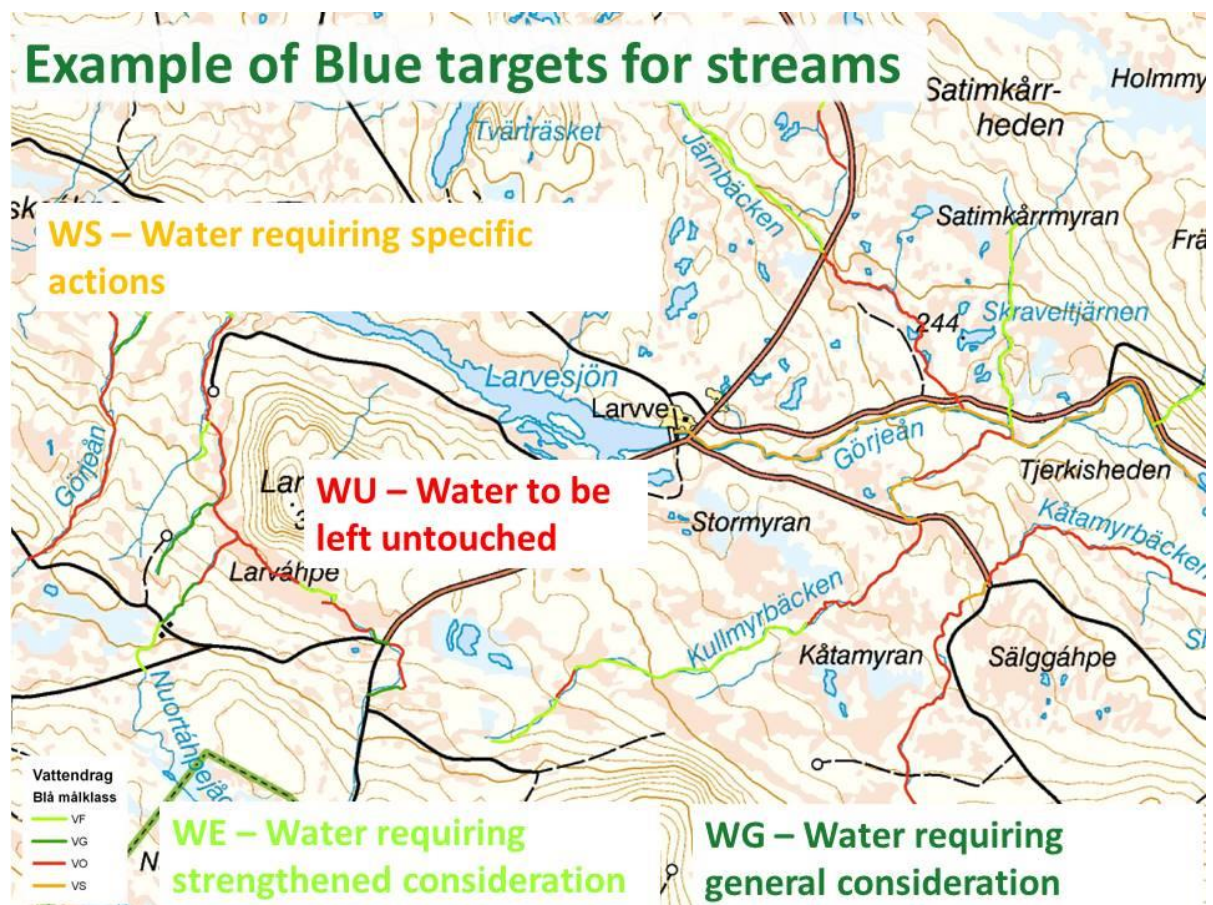 Example of Blue targets for streams
Satimkårr-
heden
Holmmy
Tvärträsket
Järnbäcken
WS – Water requiring specific
actions
Satimkårrmyran
Frä
244
Skraveltjärnen
Larvesjön
Larvve
Görjeån
Görjeån
Tjerkisheden
WU – Water to be
left untouched
Stormyran
Kåtamyrbäcken
Larváhpe
Kullmyrbäcken
Kåtamyran
Sälggáhpe
Vattendrag
Blå målklass
VF
VG
VO
VS
WE – Water requiring
strengthened consideration
WG – Water requiring
general consideration